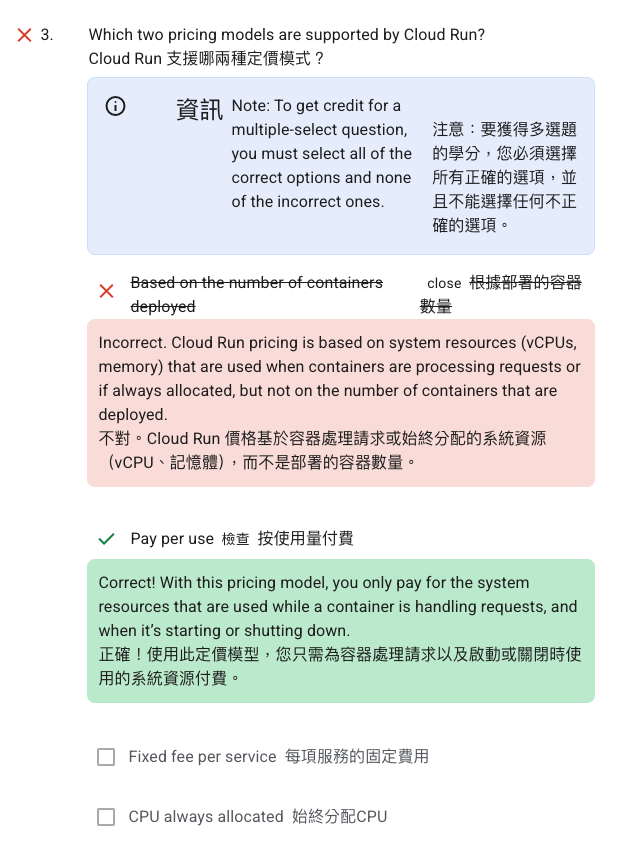 3. Which two pricing models are supported by Cloud Run?
Cloud Run 支援哪兩種定價模式？
資訊
Note: To get credit for a
multiple-select question,
you must select all of the
correct options and none
of the incorrect ones.
注意：要獲得多選題
的學分，您必須選擇
所有正確的選項，並
且不能選擇任何不正
確的選項。
Based on the number of containers
deployed
close 根據部署的容器
數量
Incorrect. Cloud Run pricing is based on system resources (vCPUs,
memory) that are used when containers are processing requests or
if always allocated, but not on the number of containers that are
deployed.
不對。Cloud Run 價格基於容器處理請求或始終分配的系統資源
（vCPU、記憶體），而不是部署的容器數量。
Pay per use 檢查 按使用量付費
Correct! With this pricing model, you only pay for the system
resources that are used while a container is handling requests, and
when it’s starting or shutting down.
正確！使用此定價模型，您只需為容器處理請求以及啟動或關閉時使
用的系統資源付費。
Fixed fee per service 每項服務的固定費用
CPU always allocated 始終分配CPU